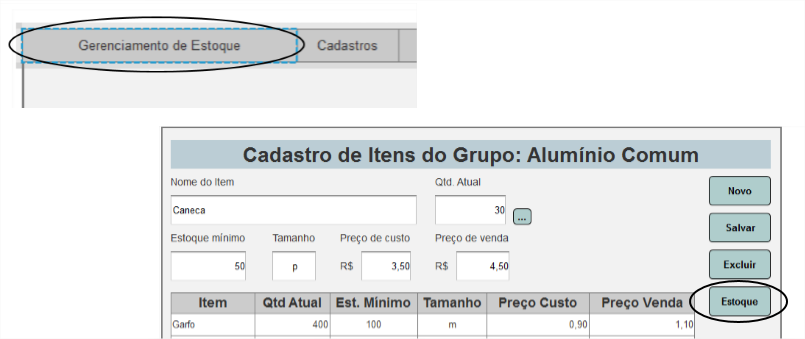 Gerenciamento de Estoque Cadastros
Cadastro de Itens do Grupo: Alumínio Comum
Nome do Item Qtd. Atual Novo
Caneca 30 ...
Salvar
Estoque mínimo Tamanho Preço de custo Preço de venda
50 p R$ 3,50 R$ 4,50 Excluir
Item Qtd Atual Est. Mínimo Tamanho Preço Custo Preço Venda Estoque
Garfo 400 100 m 0,90 1,10